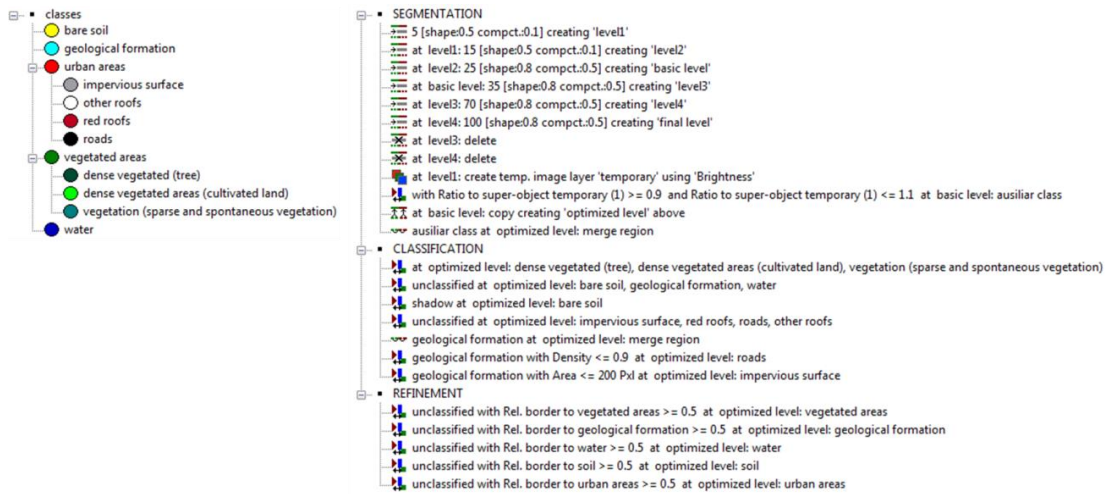 classes
bare soil
geological formation
urban areas
impervious surface
other roofs
red roofs
roads
vegetated areas
dense vegetated (tree)
dense vegetated areas (cultivated land)
vegetation (sparse and spontaneous vegetation)
water
SEGMENTATION
5 [shape:0.5 compct.:0.1] creating 'level1'
at level1: 15 [shape:0.5 compct.:0.1] creating 'level2'
at level2: 25 [shape:0.8 compct.:0.5] creating 'basic level'
at basic level: 35 [shape:0.8 compct.:0.5] creating 'level3'
at level3: 70 [shape:0.8 compct.:0.5] creating 'level4'
at level4: 100 [shape:0.8 compct.:0.5] creating 'final level'
at level3: delete
at level4: delete
at level1: create temp. image layer 'temporary' using 'Brightness'
with Ratio to super-object temporary (1) >= 0.9 and Ratio to super-object temporary (1) <= 1.1 at basic level: ausiliar class
at basic level: copy creating 'optimized level' above
ausiliar class at optimized level: merge region
CLASSIFICATION
at optimized level: dense vegetated (tree), dense vegetated areas (cultivated land), vegetation (sparse and spontaneous vegetation)
unclassified at optimized level: bare soil, geological formation, water
shadow at optimized level: bare soil
unclassified at optimized level: impervious surface, red roofs, roads, other roofs
geological formation at optimized level: merge region
geological formation with Density <= 0.9 at optimized level: roads
geological formation with Area <= 200 Pxl at optimized level: impervious surface
REFINEMENT
unclassified with Rel. border to vegetated areas >= 0.5 at optimized level: vegetated areas
unclassified with Rel. border to geological formation >= 0.5 at optimized level: geological formation
unclassified with Rel. border to water >= 0.5 at optimized level: water
unclassified with Rel. border to soil >= 0.5 at optimized level: soil
unclassified with Rel. border to urban areas >= 0.5 at optimized level: urban areas